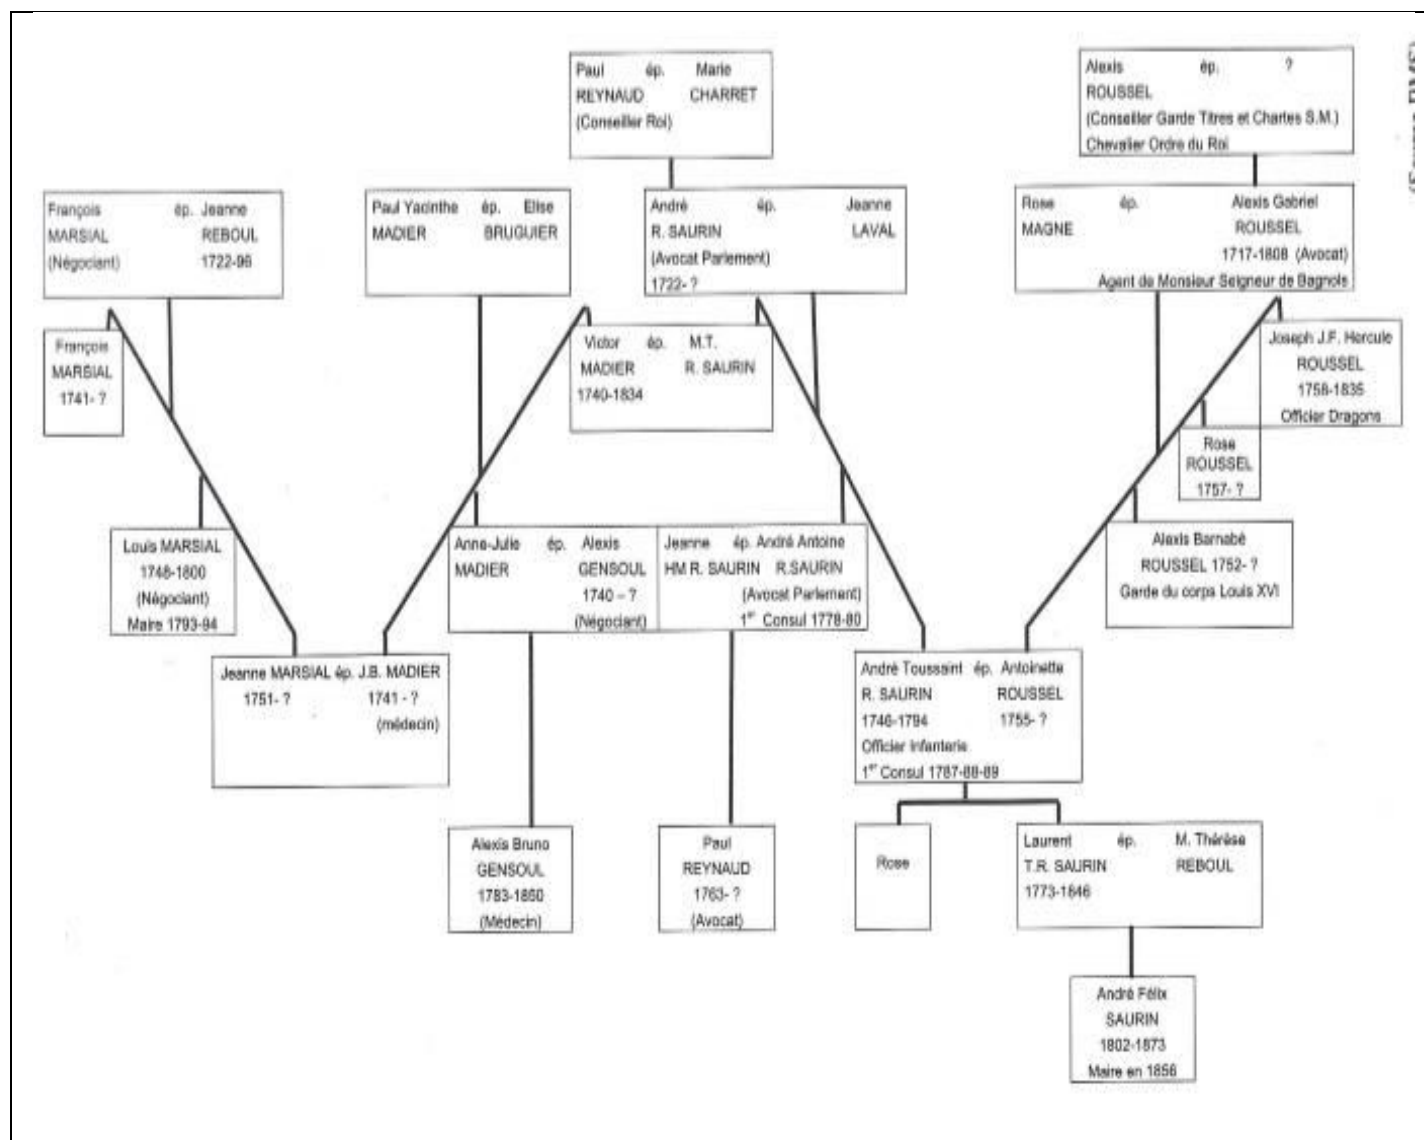 Paul ép. Marie
REYNAUD CHARRET
(Conseiller Roi)
Alexis ép. ?
ROUSSEL
(Conseiller Garde Titres et Chartes S.M.)
Chevalier Ordre du Roi
François ép. Jeanne
MARSIAL REBOUL
(Négociant) 1722-96
Paul Yacinthe ép. Elise
MADIER BRUGUIER
André ép. Jeanne
R. SAURIN LAVAL
(Avocat Parlement)
1722- ?
Rose ép. Alexis Gabriel
MAGNE ROUSSEL
1717-1808 (Avocat)
Agent de Monsieur Seigneur de Bagnols
François
MARSIAL
1741- ?
Victor ép. M.T.
MADIER R. SAURIN
1740-1834
Joseph J.F. Hercule
ROUSSEL
1758-1835
Officier Dragons
Rose
ROUSSEL
1757- ?
Louis MARSIAL
1748-1800
(Négociant)
Maire 1793-94
Anne-Julie ép. Alexis
MADIER GENSOUL
1740 – ?
(Négociant)
Jeanne ép. André Antoine
HM R. SAURIN R.SAURIN
(Avocat Parlement)
1er Consul 1778-80
Alexis Barnabé
ROUSSEL 1752- ?
Garde du corps Louis XVI
Jeanne MARSIAL ép. J.B. MADIER
1751- ? 1741 - ?
(médecin)
André Toussaint ép. Antoinette
R. SAURIN ROUSSEL
1746-1794 1755- ?
Officier Infanterie
1er Consul 1787-88-89
Alexis Bruno
GENSOUL
1783-1860
(Médecin)
Paul
REYNAUD
1763- ?
(Avocat)
Rose
Laurent ép. M. Thérèse
T.R. SAURIN REBOUL
1773-1846
André Félix
SAURIN
1802-1873
Maire en 1856